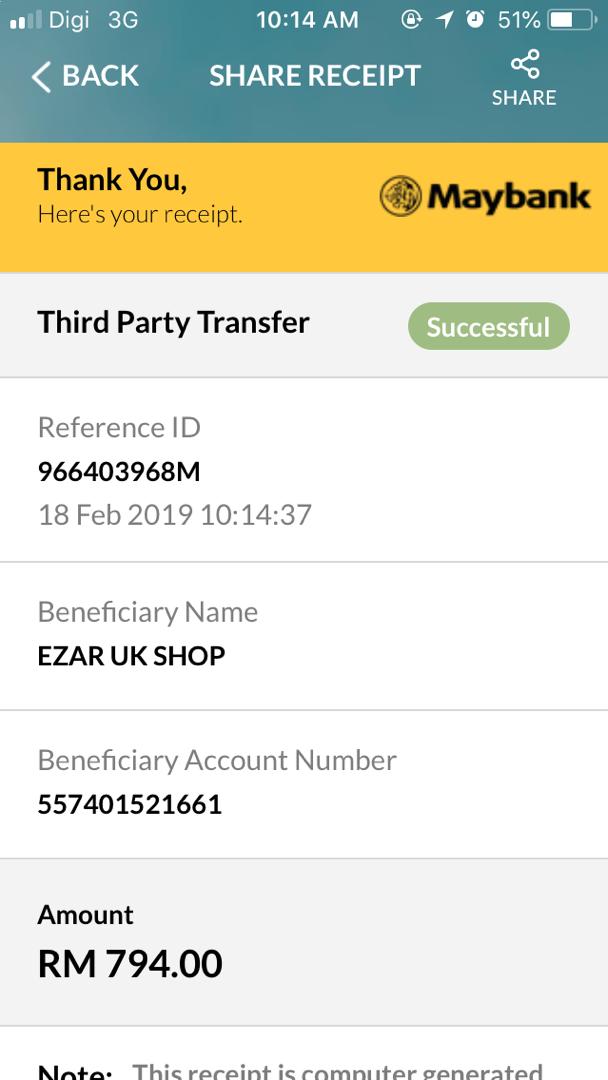 Digi 3G 10:14 AM 51%
BACK SHARE RECEIPT
SHARE
Thank You,
Here's your receipt.
Maybank
Third Party Transfer Successful
Reference ID
966403968M
18 Feb 2019 10:14:37
Beneficiary Name
EZAR UK SHOP
Beneficiary Account Number
557401521661
Amount
RM 794.00
Note: This receipt is computer generated